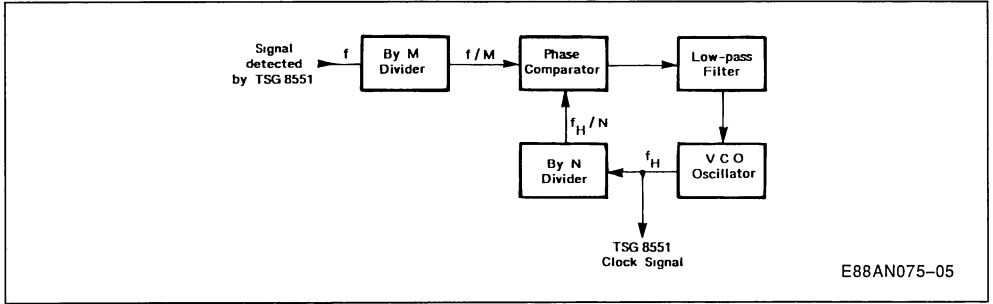 Signal
detected
by TSG 8551
f
By M
Divider
f/M
Phase
Comparator
Low-pass
Filter
f_H/N
By N
Divider
f_H
V C O
Oscillator
TSG 8551
Clock Signal
E88AN075-05